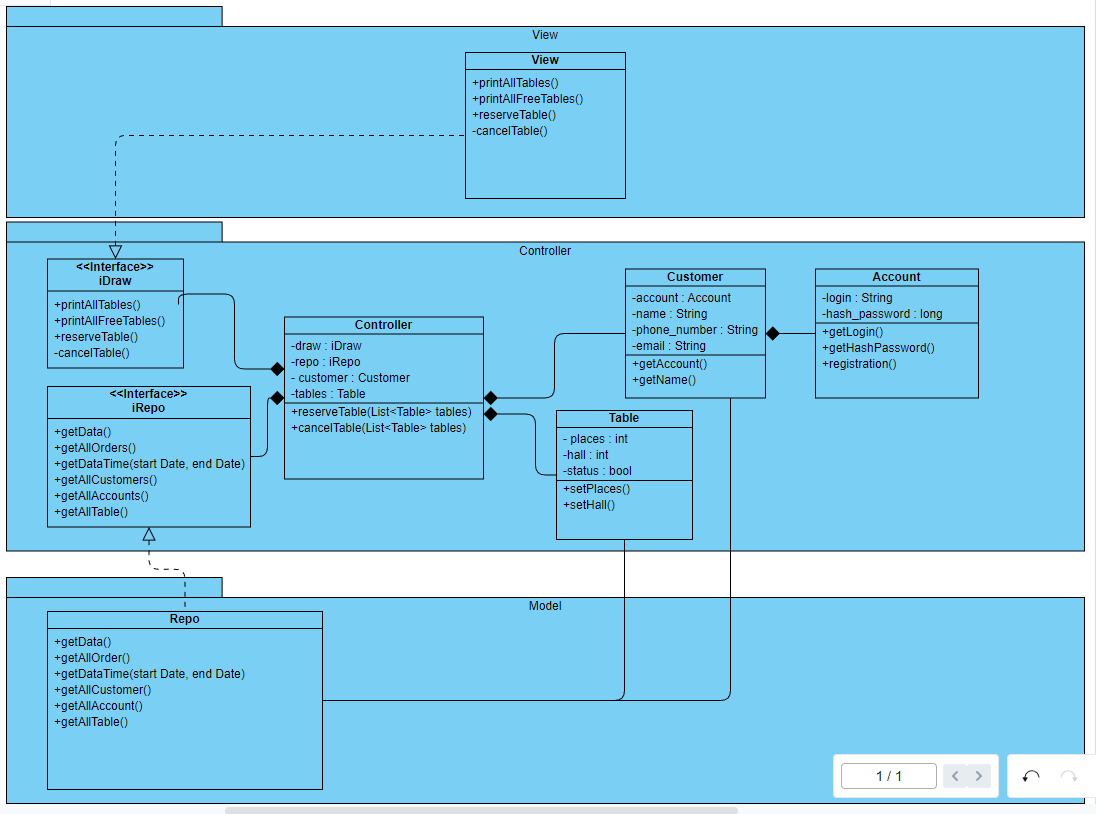 View
View
+printAllTables()
+printAllFreeTables()
+reserveTable()
-cancelTable()
Controller
<<Interface>>
iDraw
+printAllTables()
+printAllFreeTables()
+reserveTable()
-cancelTable()
<<Interface>>
iRepo
+getData()
+getAllOrders()
+getDataTime(start Date, end Date)
+getAllCustomers()
+getAllAccounts()
+getAllTable()
Controller
-draw : iDraw
-repo : iRepo
- customer : Customer
-tables : Table
+reserveTable(List<Table> tables)
+cancelTable(List<Table> tables)
Customer
-account : Account
-name : String
-phone_number : String
-email : String
+getAccount()
+getName()
Account
-login : String
-hash_password : long
+getLogin()
+getHashPassword()
+registration()
Table
- places : int
-hall : int
-status : bool
+setPlaces()
+setHall()
Model
Repo
+getData()
+getAllOrder()
+getDataTime(start Date, end Date)
+getAllCustomer()
+getAllAccount()
+getAllTable()
1 / 1